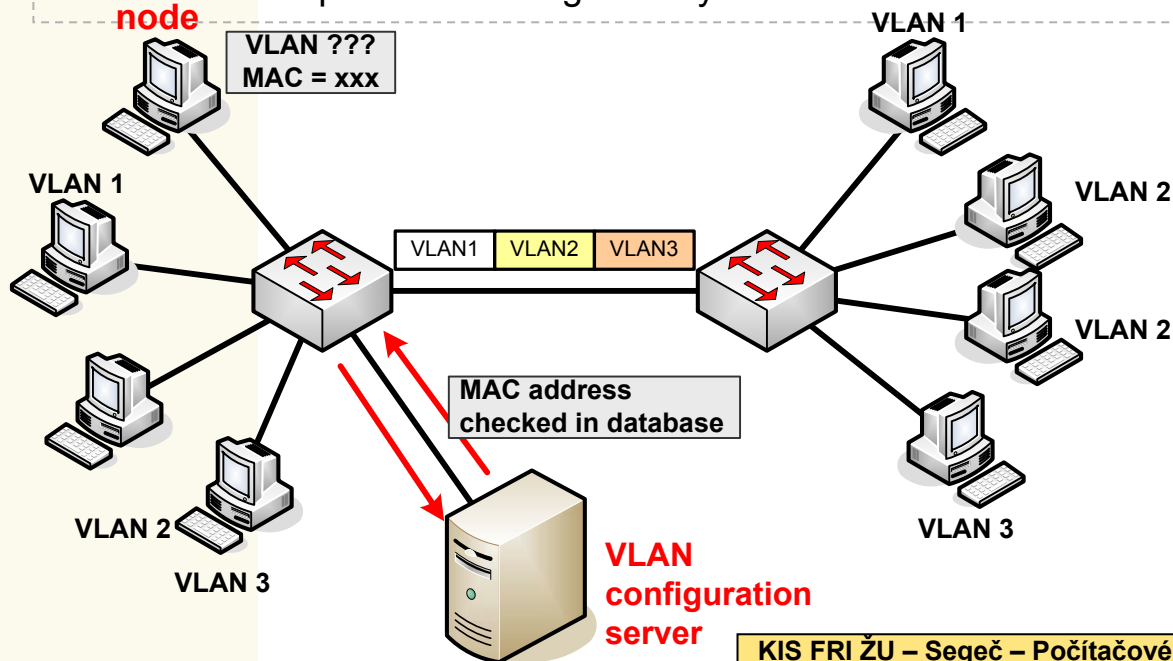 node
VLAN ???
MAC = xxx
VLAN 1
VLAN 1
VLAN 2
VLAN1 VLAN2 VLAN3
VLAN 2
MAC address
checked in database
VLAN 2
VLAN 3
VLAN 3
VLAN
configuration
server
KIS FRI ŽU – Segeč – Počítačové